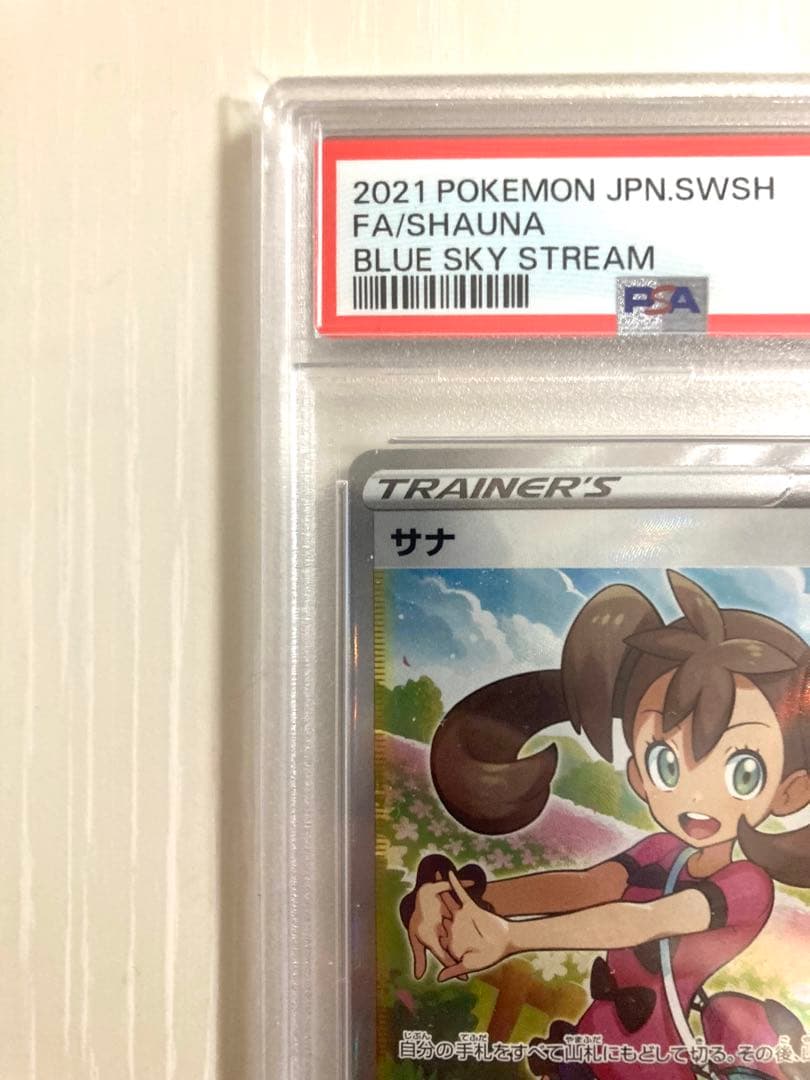 2021 POKEMON JPN.SWSH
FA/SHAUNA
BLUE SKY STREAM
PSA
TRAINER'S
サナ
自分の手札をすべて山札にもどして切る。その後、